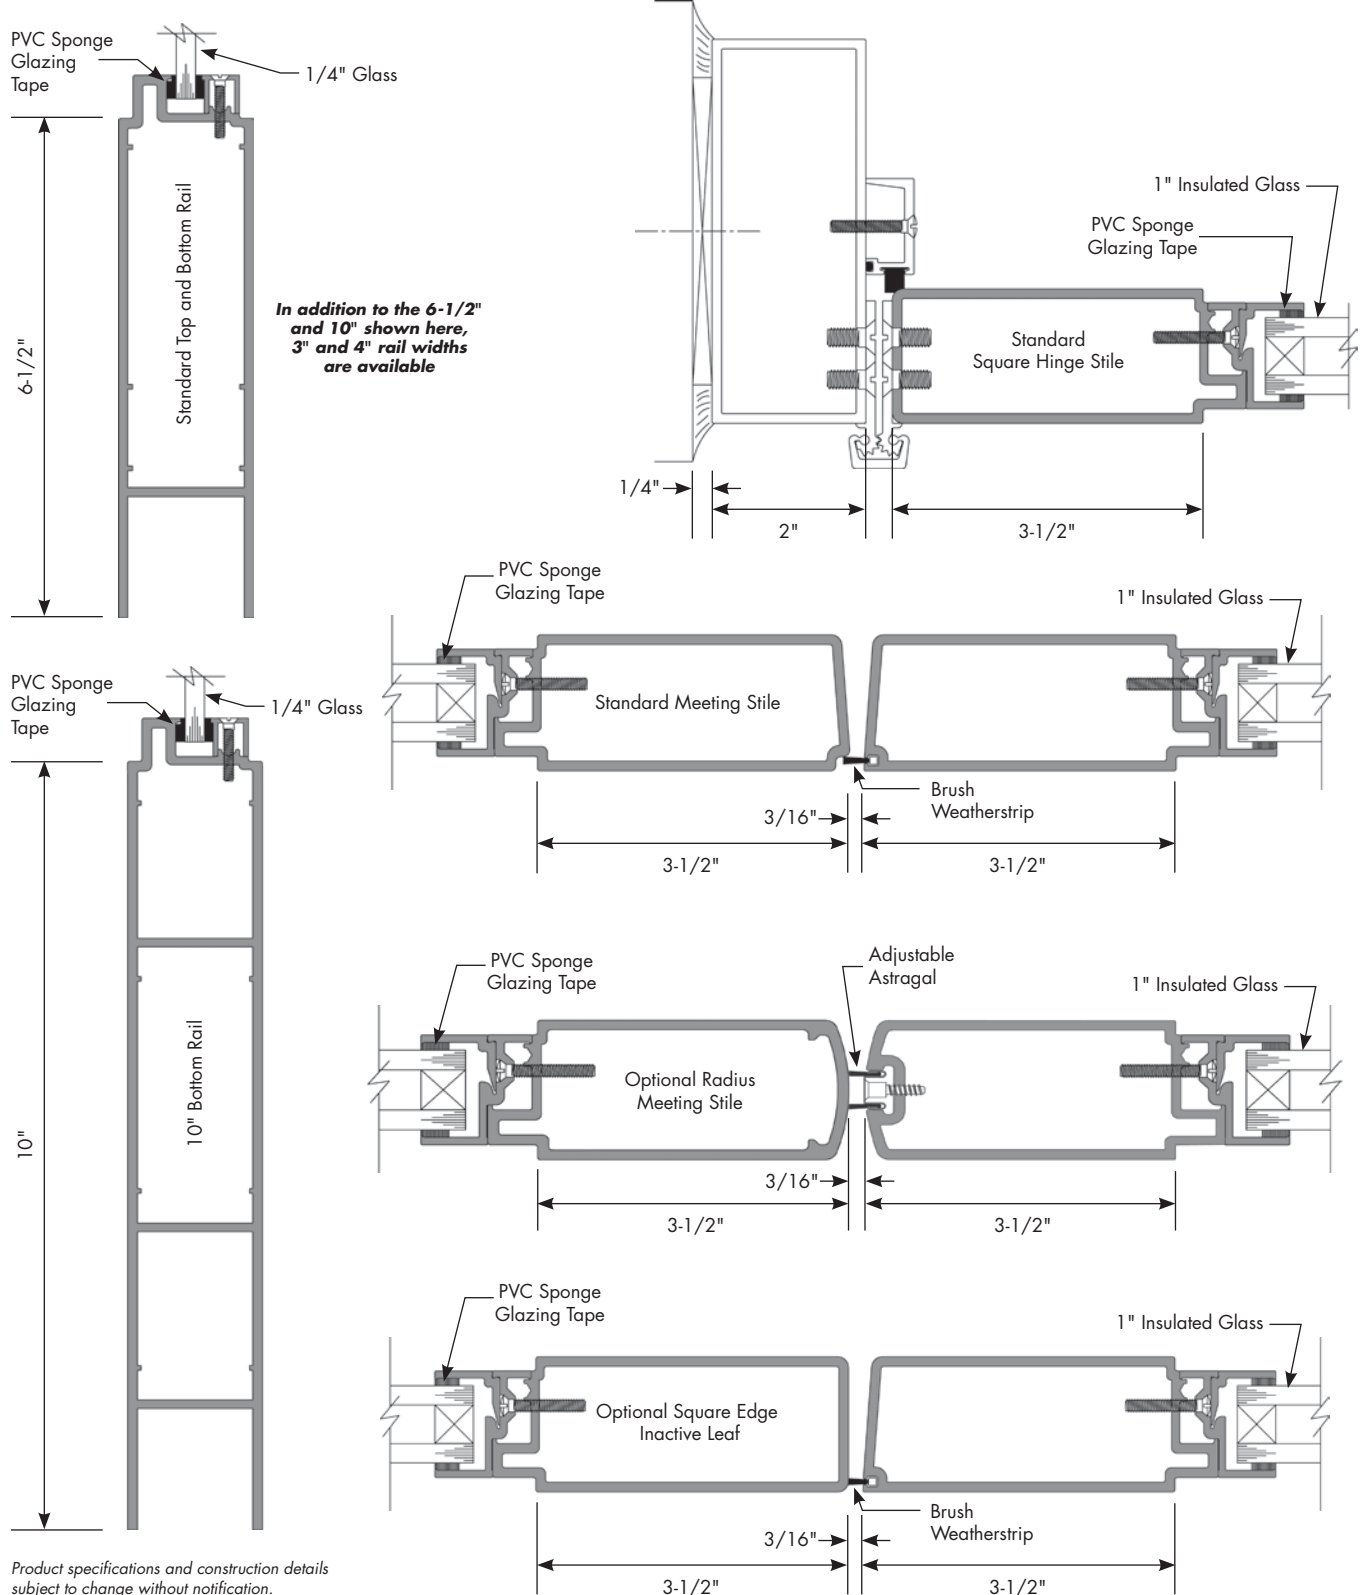 PVC Sponge
Glazing
Tape
1/4" Glass
6-1/2"
Standard Top and Bottom Rail
In addition to the 6-1/2"
and 10" shown here,
3" and 4" rail widths
are available
1" Insulated Glass
PVC Sponge
Glazing Tape
Standard
Square Hinge Stile
1/4"
2"
3-1/2"
PVC Sponge
Glazing Tape
1" Insulated Glass
Standard Meeting Stile
Brush
Weatherstrip
3/16"
3-1/2"
3-1/2"
PVC Sponge
Glazing
Tape
1/4" Glass
10"
10" Bottom Rail
PVC Sponge
Glazing Tape
Adjustable
Astragal
1" Insulated Glass
Optional Radius
Meeting Stile
3/16"
3-1/2"
3-1/2"
PVC Sponge
Glazing Tape
1" Insulated Glass
Optional Square Edge
Inactive Leaf
Brush
Weatherstrip
3/16"
3-1/2"
3-1/2"
Product specifications and construction details
subject to change without notification.